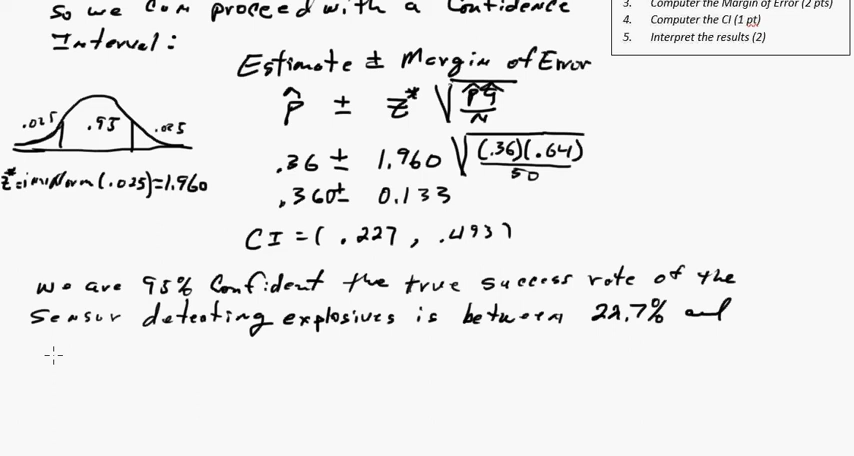 So we can proceed with a Confidence
Interval:
3. Computer the Margin of Error (2 pts)
4. Computer the CI (1 pt)
5. Interpret the results (2)
Estimate ± Margin of Error
p̂ ± z* √(p̂q̂/N)
.025 .95 .025
.36 ± 1.960 √((.36)(.64)/50)
z*=invNorm(.025)=1.960
.360± 0.133
CI = ( .227 , .493)
we are 95% Confident the true success rate of the
sensor detecting explosives is between 22.7% and